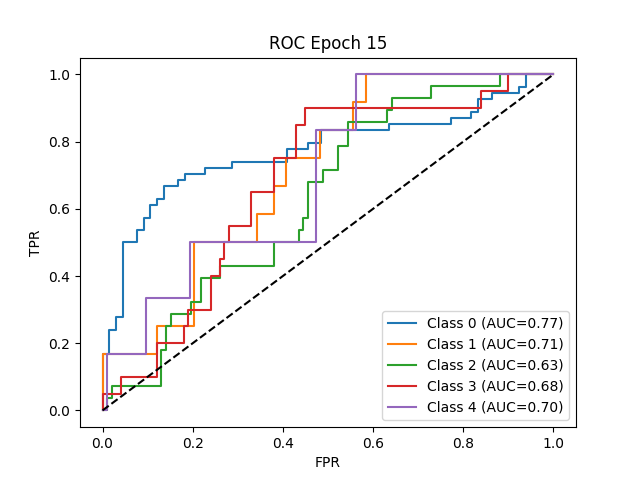 ROC Epoch 15
TPR
1.0
0.8
0.6
0.4
0.2
0.0
Class 0 (AUC=0.77)
Class 1 (AUC=0.71)
Class 2 (AUC=0.63)
Class 3 (AUC=0.68)
Class 4 (AUC=0.70)
0.0 0.2 0.4 0.6 0.8 1.0
FPR